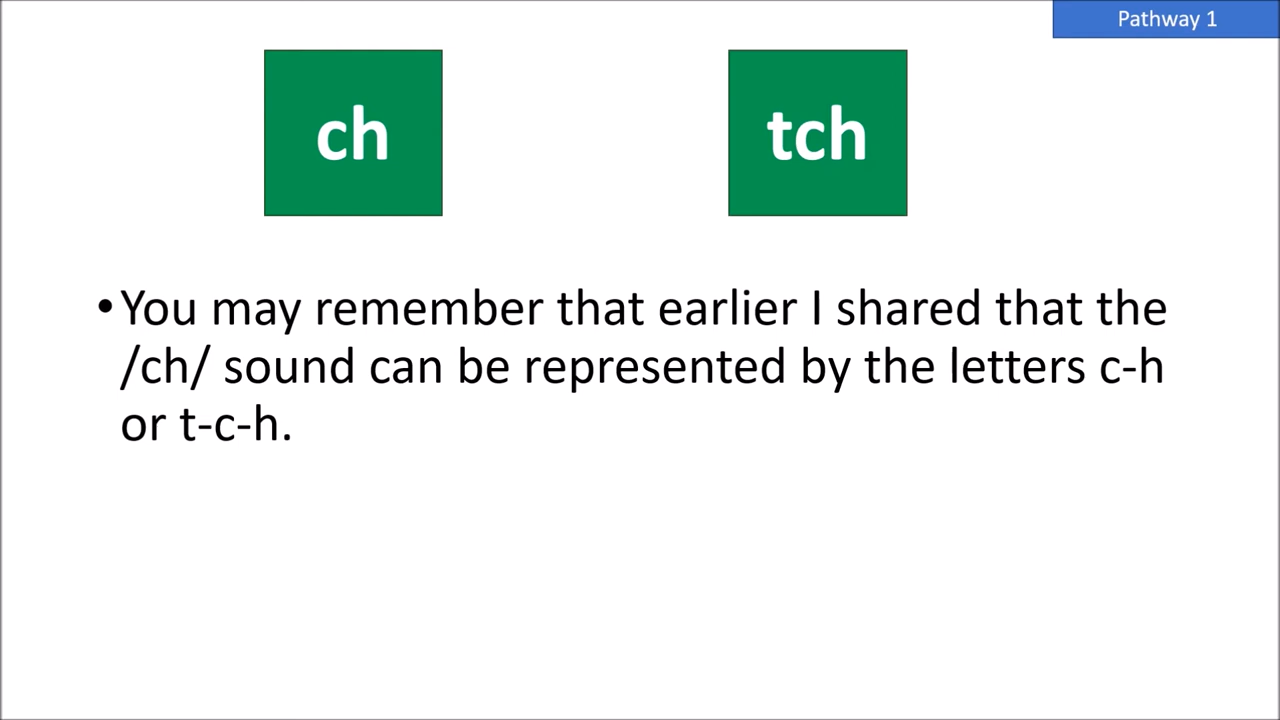 Pathway 1
ch
tch
•You may remember that earlier I shared that the
/ch/ sound can be represented by the letters c-h
or t-c-h.